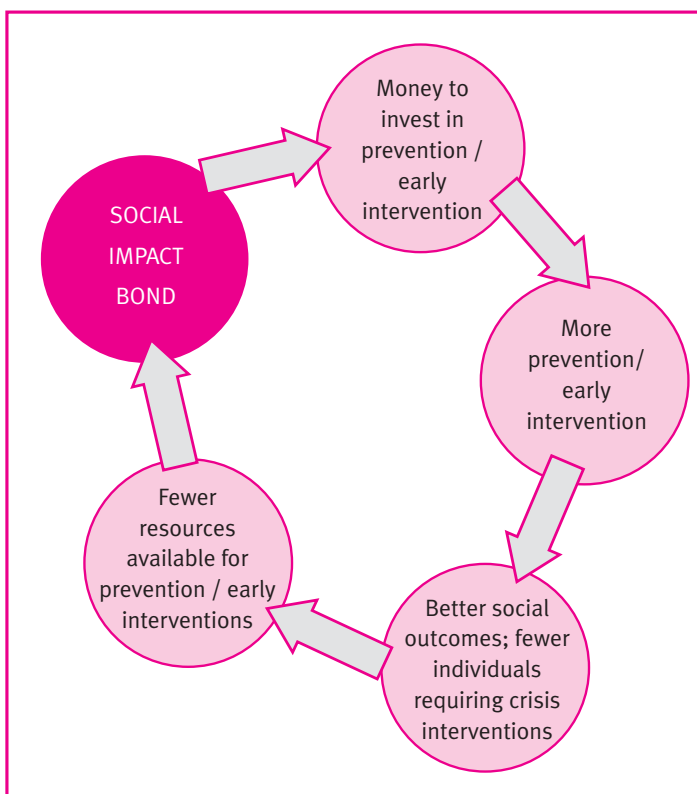 SOCIAL
IMPACT
BOND
Money to
invest in
prevention /
early
intervention
More
prevention/
early
intervention
Better social
outcomes; fewer
individuals
requiring crisis
interventions
Fewer
resources
available for
prevention / early
interventions